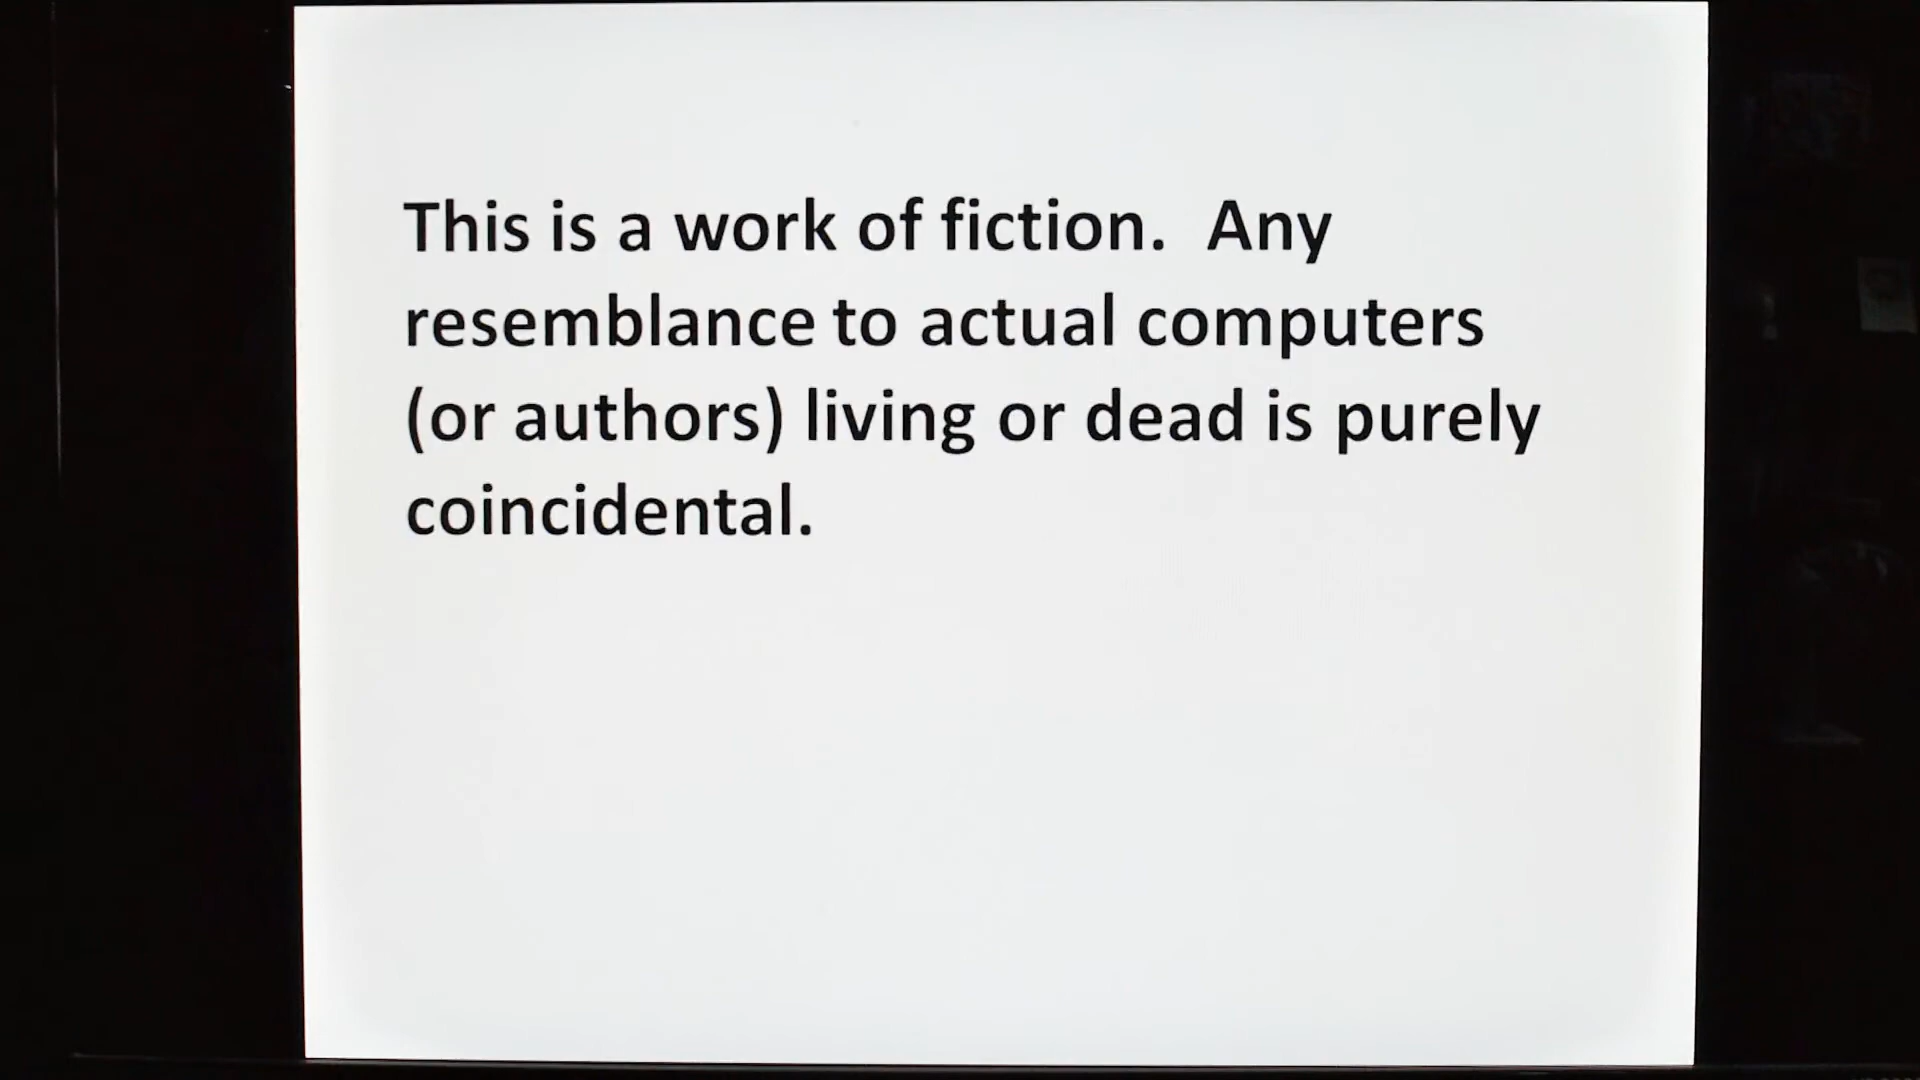 This is a work of fiction.  Any
resemblance to actual computers
(or authors) living or dead is purely
coincidental.